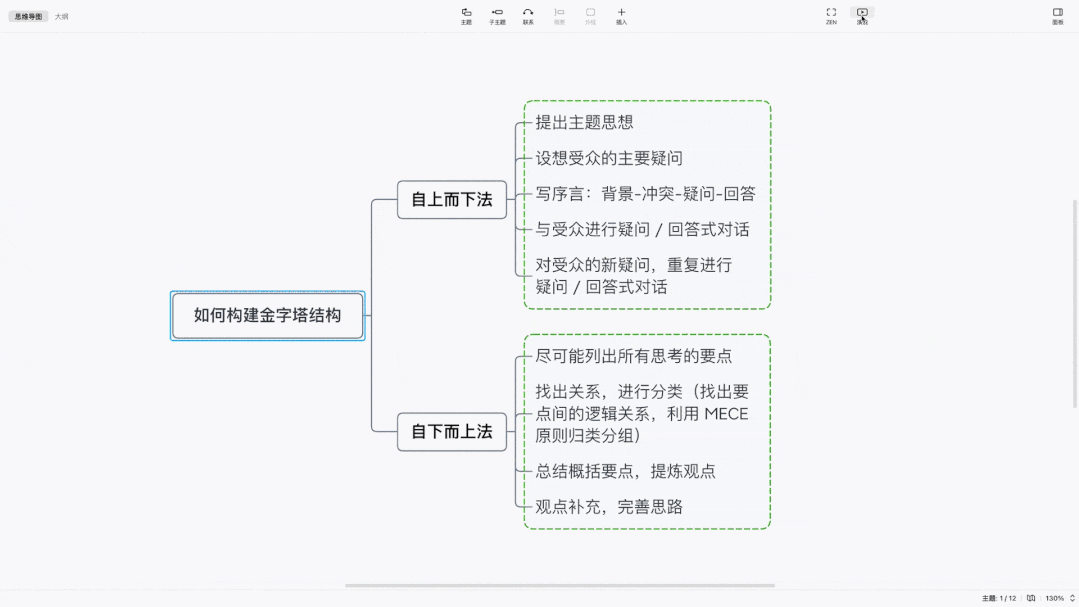 思维导图
大纲
主题
子主题
联系
概要
外框
插入
ZEN
演说
面板
如何构建金字塔结构
自上而下法
提出主题思想
设想受众的主要疑问
写序言：背景-冲突-疑问-回答
与受众进行疑问 / 回答式对话
对受众的新疑问，重复进行
疑问 / 回答式对话
自下而上法
尽可能列出所有思考的要点
找出关系，进行分类（找出要
点间的逻辑关系，利用 MECE
原则归类分组）
总结概括要点，提炼观点
观点补充，完善思路
主题: 1 / 12
130%